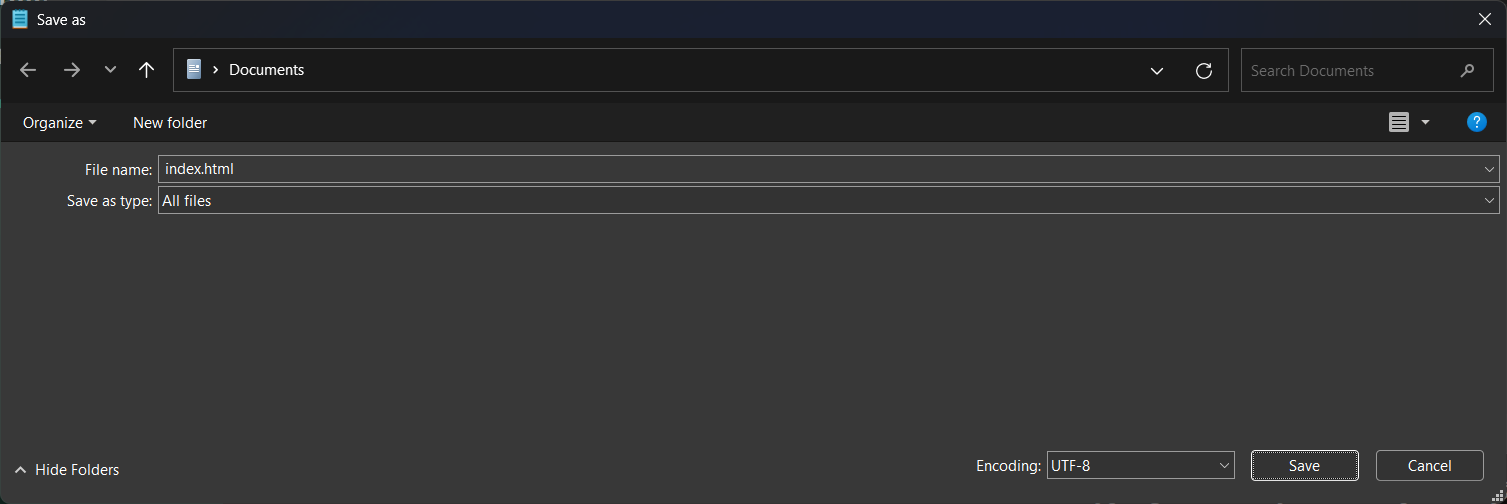 Save as
Documents
Search Documents
Organize
New folder
File name: index.html
Save as type: All files
Hide Folders
Encoding: UTF-8
Save
Cancel